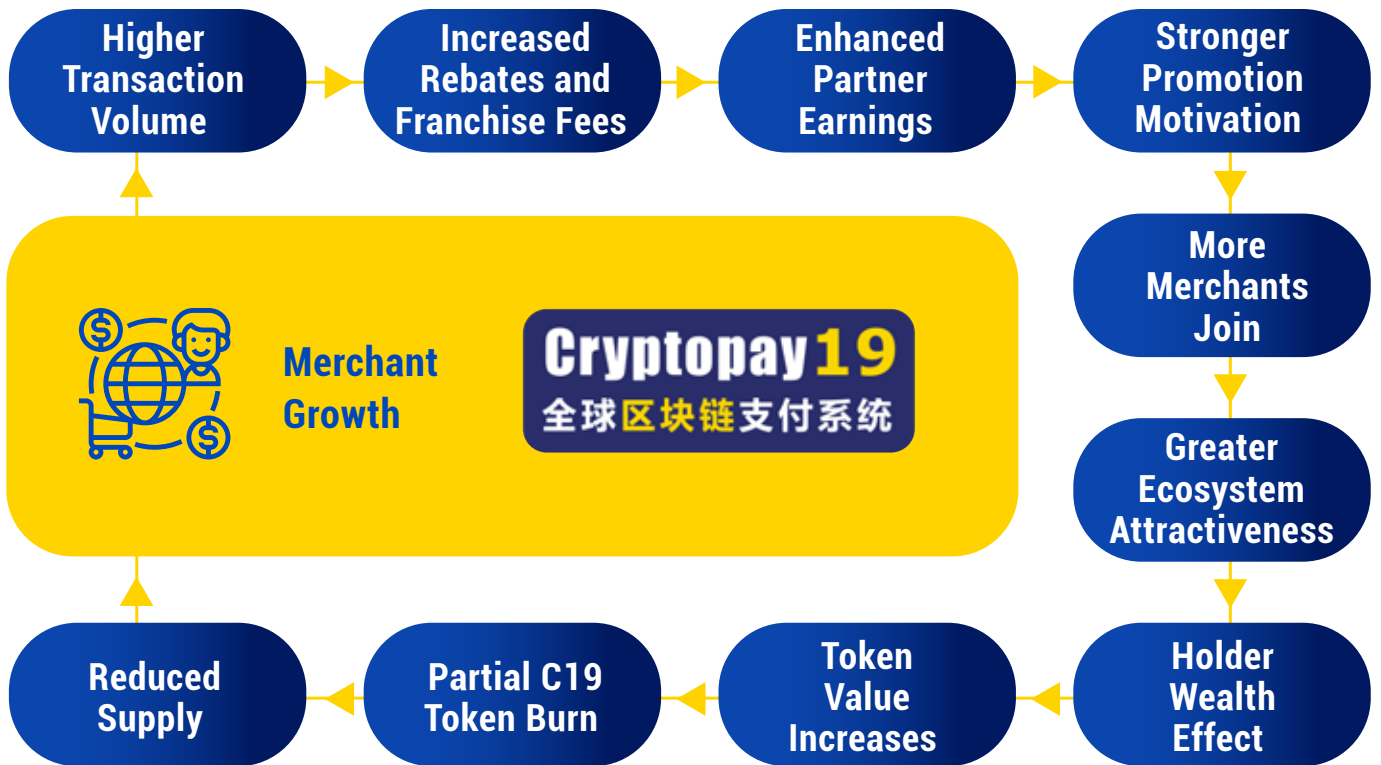 Higher
Transaction
Volume
Increased
Rebates and
Franchise Fees
Enhanced
Partner
Earnings
Stronger
Promotion
Motivation
More
Merchants
Join
Merchant
Growth
Cryptopay19
全球区块链支付系统
Greater
Ecosystem
Attractiveness
Holder
Wealth
Effect
Token
Value
Increases
Partial C19
Token Burn
Reduced
Supply